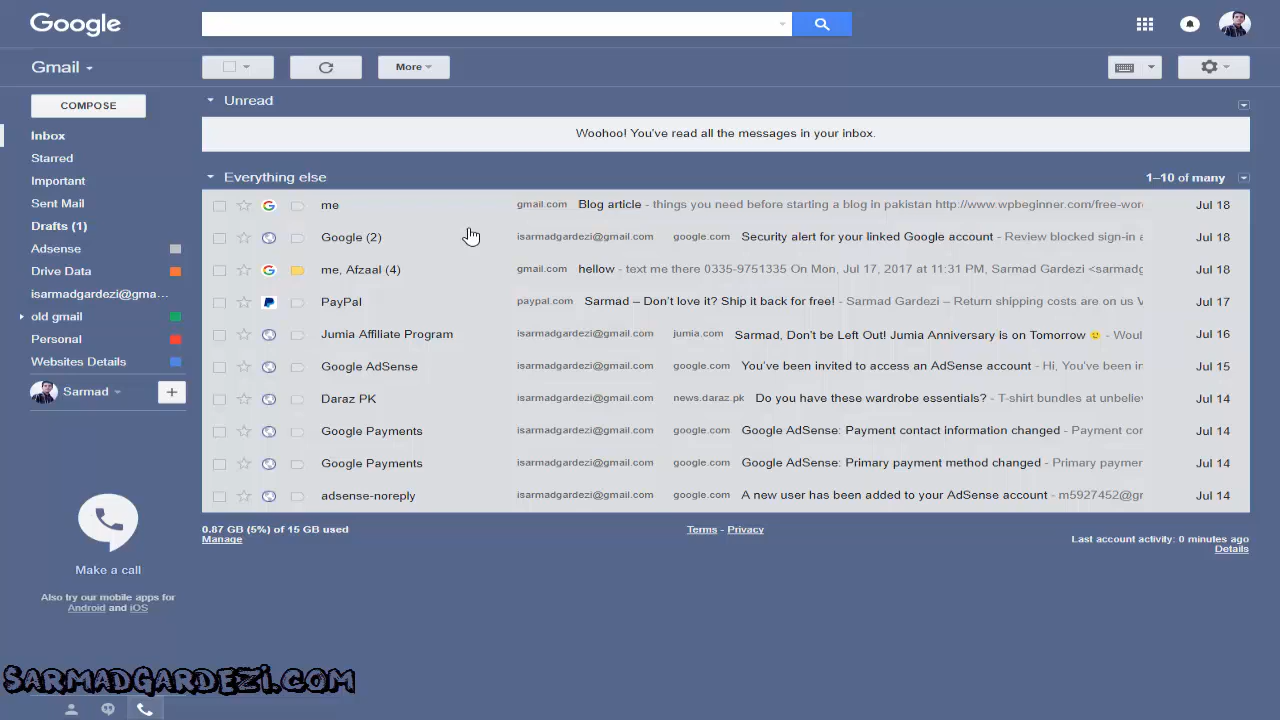 Google
Gmail
More
COMPOSE
Inbox
Starred
Important
Sent Mail
Drafts (1)
Adsense
Drive Data
isarmadgardezi@gma...
old gmail
Personal
Websites Details
Sarmad
+
Make a call
Also try our mobile apps for
Android and iOS
Unread
Woohoo! You've read all the messages in your inbox.
Everything else 1–10 of many
me gmail.com Blog article - things you need before starting a blog in pakistan http://www.wpbeginner.com/free-wor Jul 18
Google (2) isarmadgardezi@gmail.com google.com Security alert for your linked Google account - Review blocked sign-in a Jul 18
me, Afzaal (4) gmail.com hellow - text me there 0335-9751335 On Mon, Jul 17, 2017 at 11:31 PM, Sarmad Gardezi <sarmadg Jul 18
PayPal paypal.com Sarmad – Don't love it? Ship it back for free! - Sarmad Gardezi – Return shipping costs are on us V Jul 17
Jumia Affiliate Program isarmadgardezi@gmail.com jumia.com Sarmad, Don't be Left Out! Jumia Anniversary is on Tomorrow 🙂 - Woul Jul 16
Google AdSense isarmadgardezi@gmail.com google.com You've been invited to access an AdSense account - Hi, You've been in Jul 15
Daraz PK isarmadgardezi@gmail.com news.daraz.pk Do you have these wardrobe essentials? - T-shirt bundles at unbeliev Jul 14
Google Payments isarmadgardezi@gmail.com google.com Google AdSense: Payment contact information changed - Payment cor Jul 14
Google Payments isarmadgardezi@gmail.com google.com Google AdSense: Primary payment method changed - Primary paymer Jul 14
adsense-noreply isarmadgardezi@gmail.com google.com A new user has been added to your AdSense account - m5927452@gr Jul 14
0.87 GB (5%) of 15 GB used
Manage
Terms - Privacy
Last account activity: 0 minutes ago
Details
SARMADGARDEZI.COM